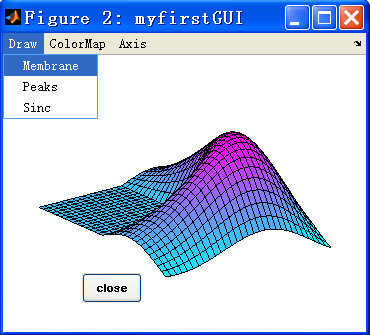 Figure 2: myfirstGUI
Draw ColorMap Axis
Membrane
Peaks
Sinc
close